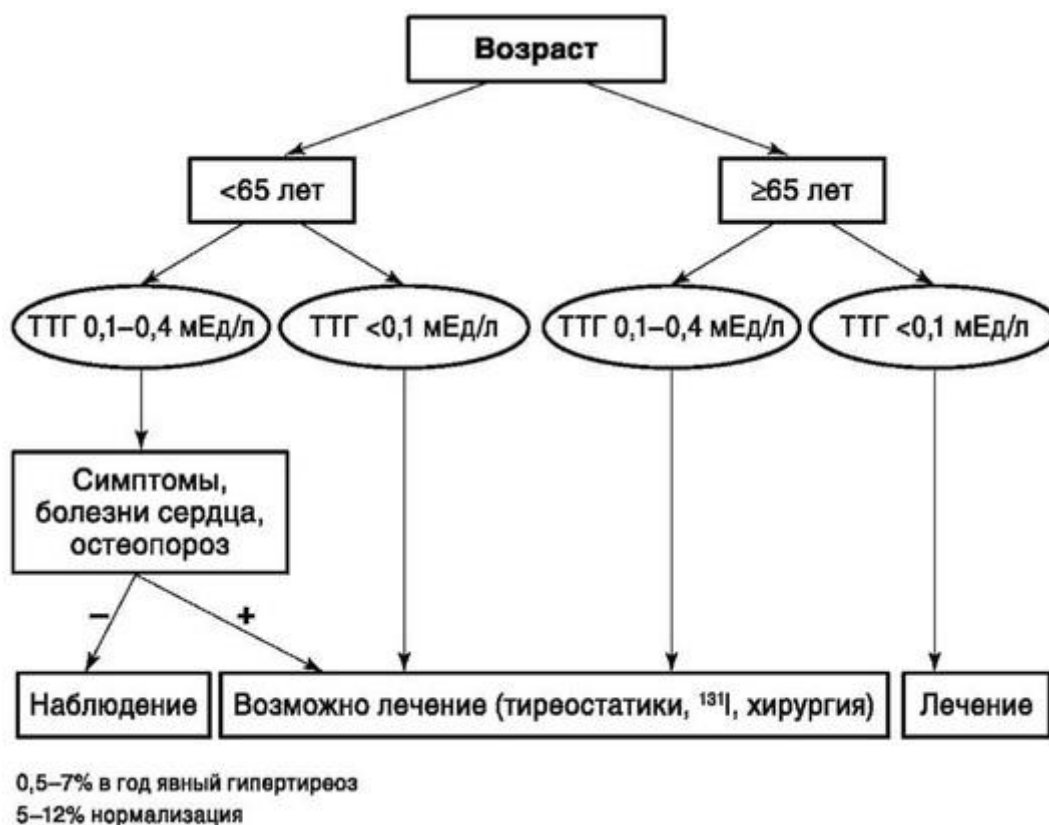 Возраст
<65 лет
≥65 лет
ТТГ 0,1–0,4 мЕд/л
ТТГ <0,1 мЕд/л
ТТГ 0,1–0,4 мЕд/л
ТТГ <0,1 мЕд/л
Симптомы,
болезни сердца,
остеопороз
–
+
Наблюдение
Возможно лечение (тиреостатики, ¹³¹I, хирургия)
Лечение
0,5–7% в год явный гипертиреоз
5–12% нормализация